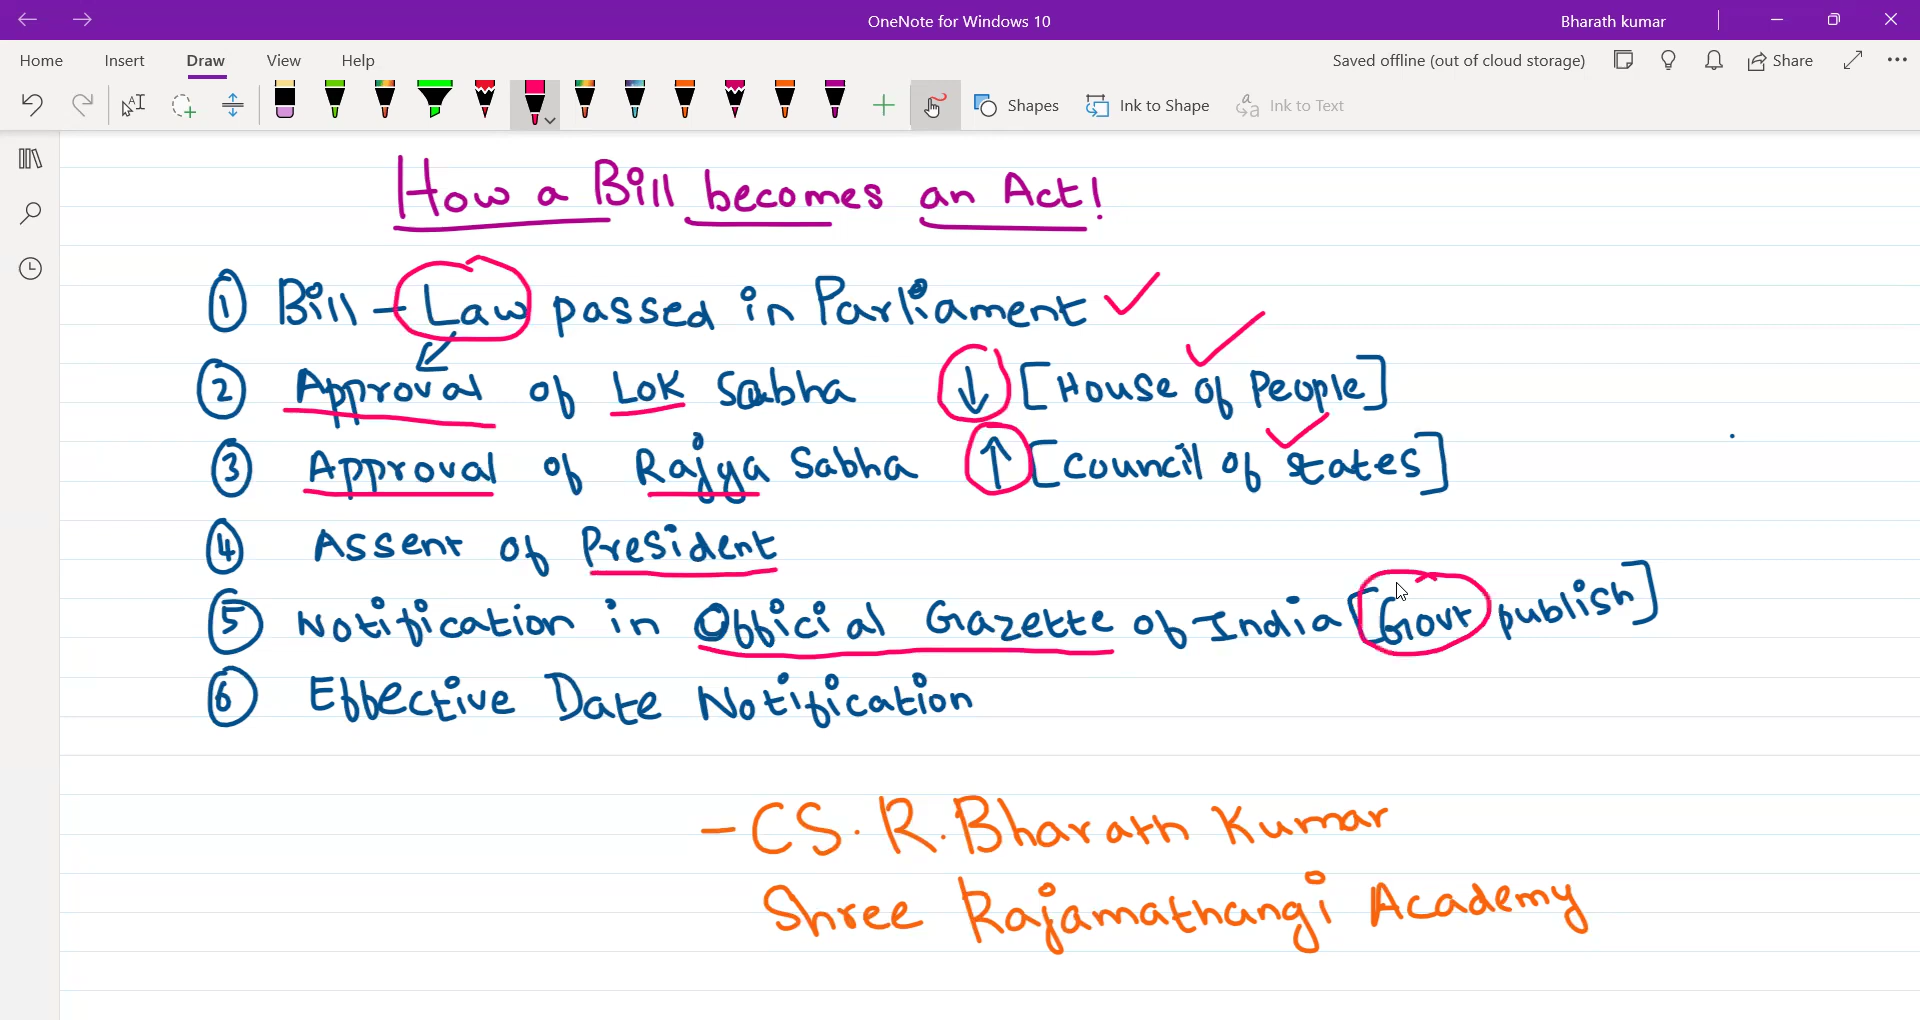 OneNote for Windows 10
Bharath kumar
Home Insert Draw View Help
Saved offline (out of cloud storage) Share
Shapes Ink to Shape Ink to Text
How a Bill becomes an Act!
① Bill - Law passed in Parliament ✓
② Approval of Lok Sabha ↓ [House of People]
③ Approval of Rajya Sabha ↑ [Council of states]
④ Assent of President
⑤ Notification in Official Gazette of India [Govt publish]
⑥ Effective Date Notification
- CS. R. Bharath Kumar
Shree Rajamathangi Academy